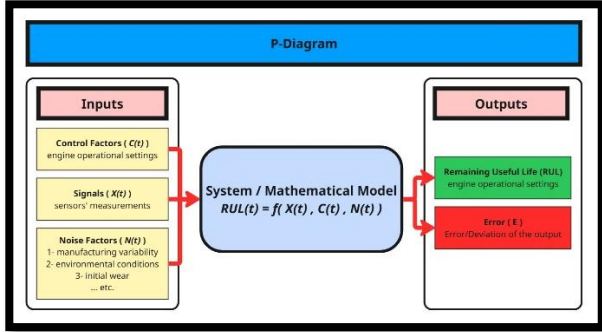 P-Diagram
Inputs
Control Factors ( C(t) )
engine operational settings
Signals ( X(t) )
sensors' measurements
Noise Factors ( N(t) )
1- manufacturing variability
2- environmental conditions
3- initial wear
... etc.
System / Mathematical Model
RUL(t) = f( X(t) , C(t) , N(t) )
Outputs
Remaining Useful Life (RUL)
engine operational settings
Error ( E )
Error/Deviation of the output